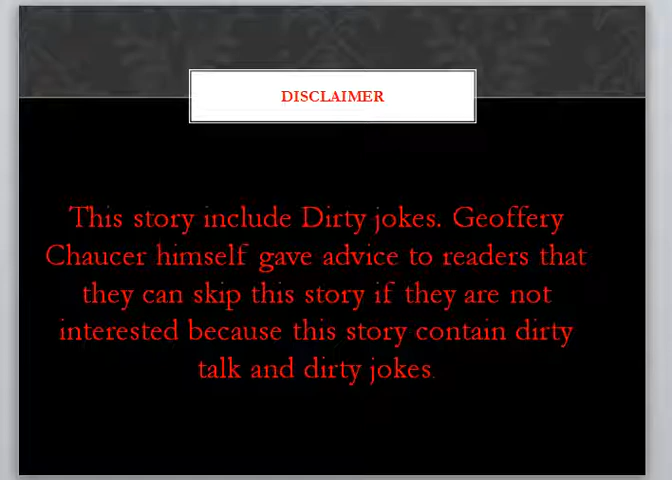 DISCLAIMER
This story include Dirty jokes. Geoffery
Chaucer himself gave advice to readers that
they can skip this story if they are not
interested because this story contain dirty
talk and dirty jokes.